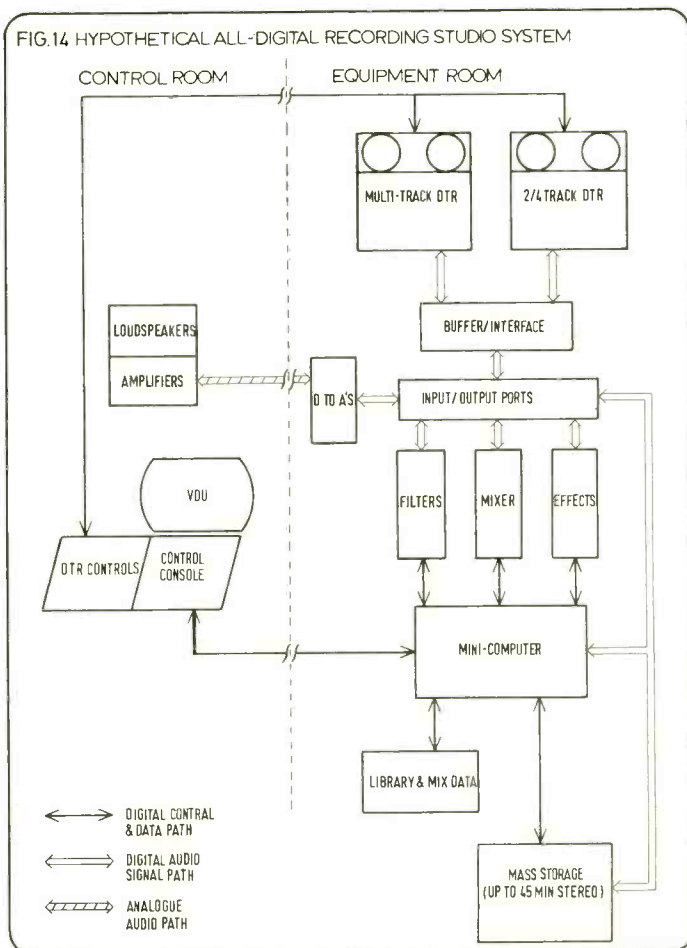 FIG.14 HYPOTHETICAL ALL-DIGITAL RECORDING STUDIO SYSTEM
CONTROL ROOM
EQUIPMENT ROOM
MULTI-TRACK DTR
2/4 TRACK DTR
BUFFER/INTERFACE
LOUDSPEAKERS
AMPLIFIERS
D TO A'S
INPUT/OUTPUT PORTS
VDU
FILTERS
MIXER
EFFECTS
DTR CONTROLS
CONTROL
CONSOLE
MINI-COMPUTER
LIBRARY & MIX DATA
DIGITAL CONTRAL
& DATA PATH
DIGITAL AUDIO
SIGNAL PATH
ANALOGUE
AUDIO PATH
MASS STORAGE
(UP TO 45 MIN STEREO)